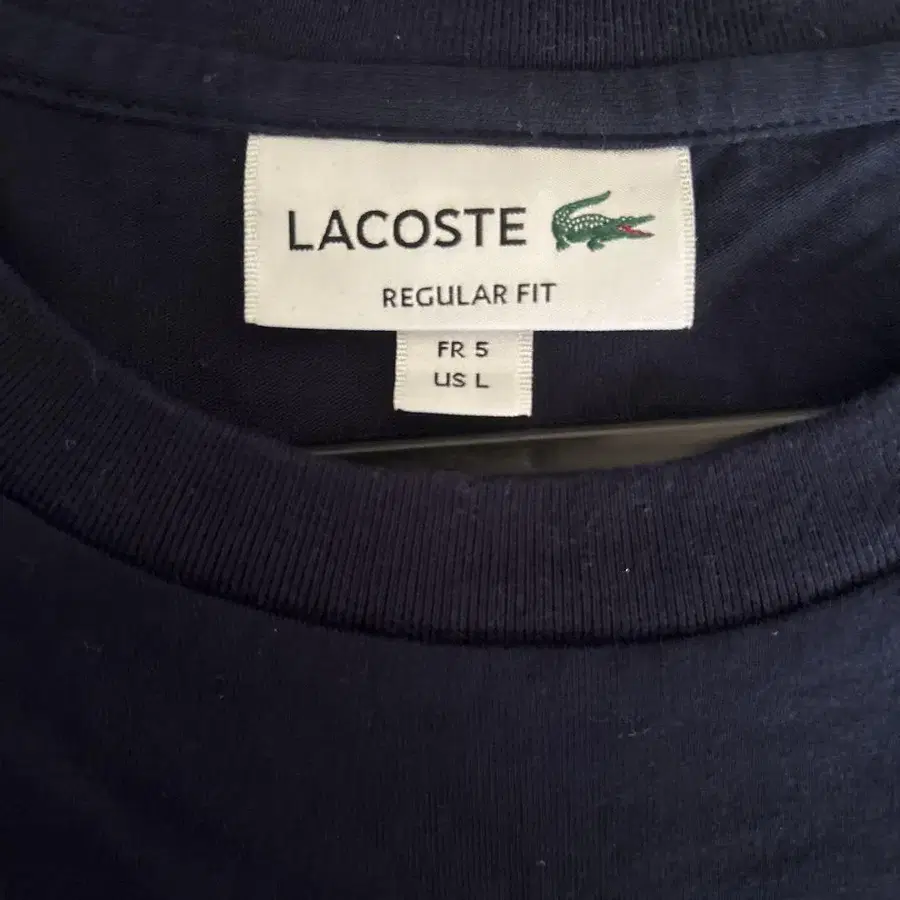 LACOSTE
REGULAR FIT
FR 5
US L